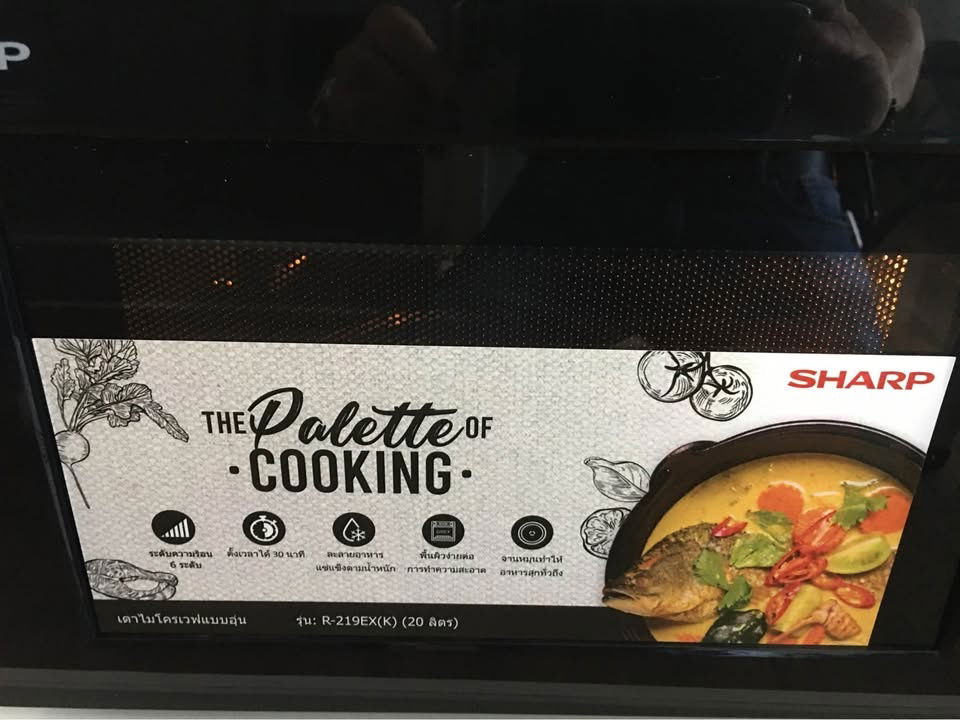 P
SHARP
THE Palette OF
• COOKING •
ระดับความร้อน
6 ระดับ
ตั้งเวลาได้ 30 นาที
ละลายอาหาร
แช่แข็งตามน้ำหนัก
พื้นผิวง่ายต่อ
การทำความสะอาด
จานหมุนทำให้
อาหารสุกทั่วถึง
เตาไมโครเวฟแบบอุ่น
รุ่น: R-219EX(K) (20 ลิตร)